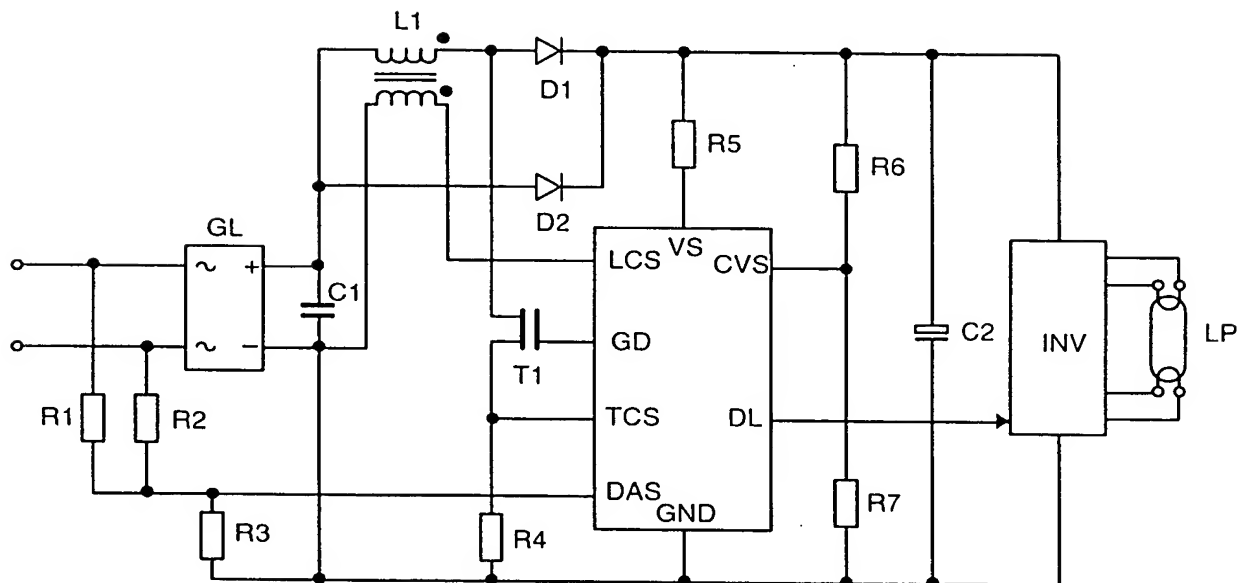 L1
D1
R5
R6
D2
GL
VS
LCS
CVS
~ +
C1
GD
C2
INV
LP
~ −
T1
R1
R2
TCS
DL
DAS
GND
R7
R3
R4